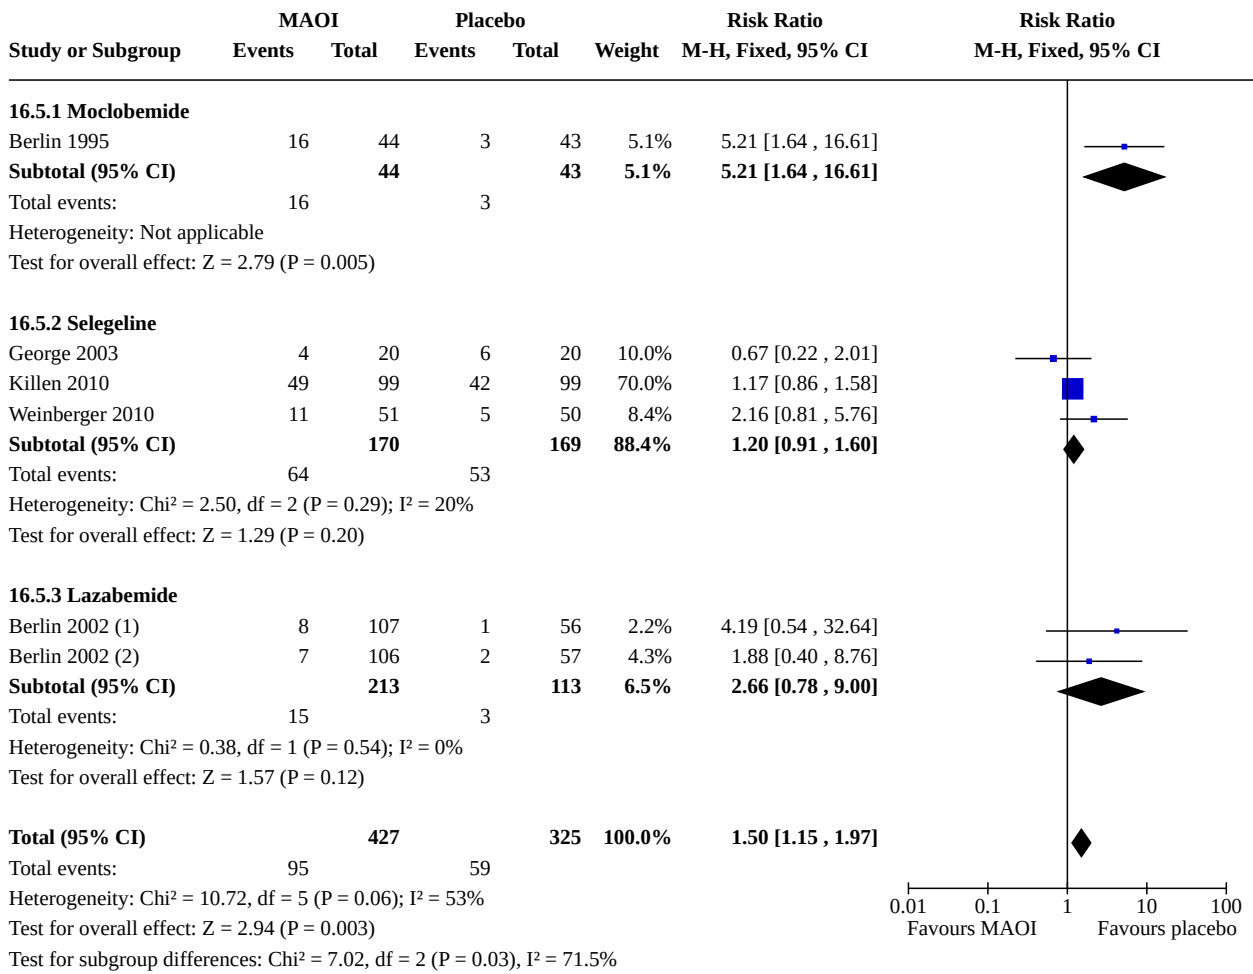 MAOI Placebo Risk Ratio Risk Ratio
Study or Subgroup Events Total Events Total Weight M-H, Fixed, 95% CI M-H, Fixed, 95% CI
16.5.1 Moclobemide
Berlin 1995 16 44 3 43 5.1% 5.21 [1.64 , 16.61]
Subtotal (95% CI) 44 43 5.1% 5.21 [1.64 , 16.61]
Total events: 16 3
Heterogeneity: Not applicable
Test for overall effect: Z = 2.79 (P = 0.005)
16.5.2 Selegeline
George 2003 4 20 6 20 10.0% 0.67 [0.22 , 2.01]
Killen 2010 49 99 42 99 70.0% 1.17 [0.86 , 1.58]
Weinberger 2010 11 51 5 50 8.4% 2.16 [0.81 , 5.76]
Subtotal (95% CI) 170 169 88.4% 1.20 [0.91 , 1.60]
Total events: 64 53
Heterogeneity: Chi² = 2.50, df = 2 (P = 0.29); I² = 20%
Test for overall effect: Z = 1.29 (P = 0.20)
16.5.3 Lazabemide
Berlin 2002 (1) 8 107 1 56 2.2% 4.19 [0.54 , 32.64]
Berlin 2002 (2) 7 106 2 57 4.3% 1.88 [0.40 , 8.76]
Subtotal (95% CI) 213 113 6.5% 2.66 [0.78 , 9.00]
Total events: 15 3
Heterogeneity: Chi² = 0.38, df = 1 (P = 0.54); I² = 0%
Test for overall effect: Z = 1.57 (P = 0.12)
Total (95% CI) 427 325 100.0% 1.50 [1.15 , 1.97]
Total events: 95 59
Heterogeneity: Chi² = 10.72, df = 5 (P = 0.06); I² = 53%
Test for overall effect: Z = 2.94 (P = 0.003)
Test for subgroup differences: Chi² = 7.02, df = 2 (P = 0.03), I² = 71.5%
0.01 0.1 1 10 100
Favours MAOI Favours placebo